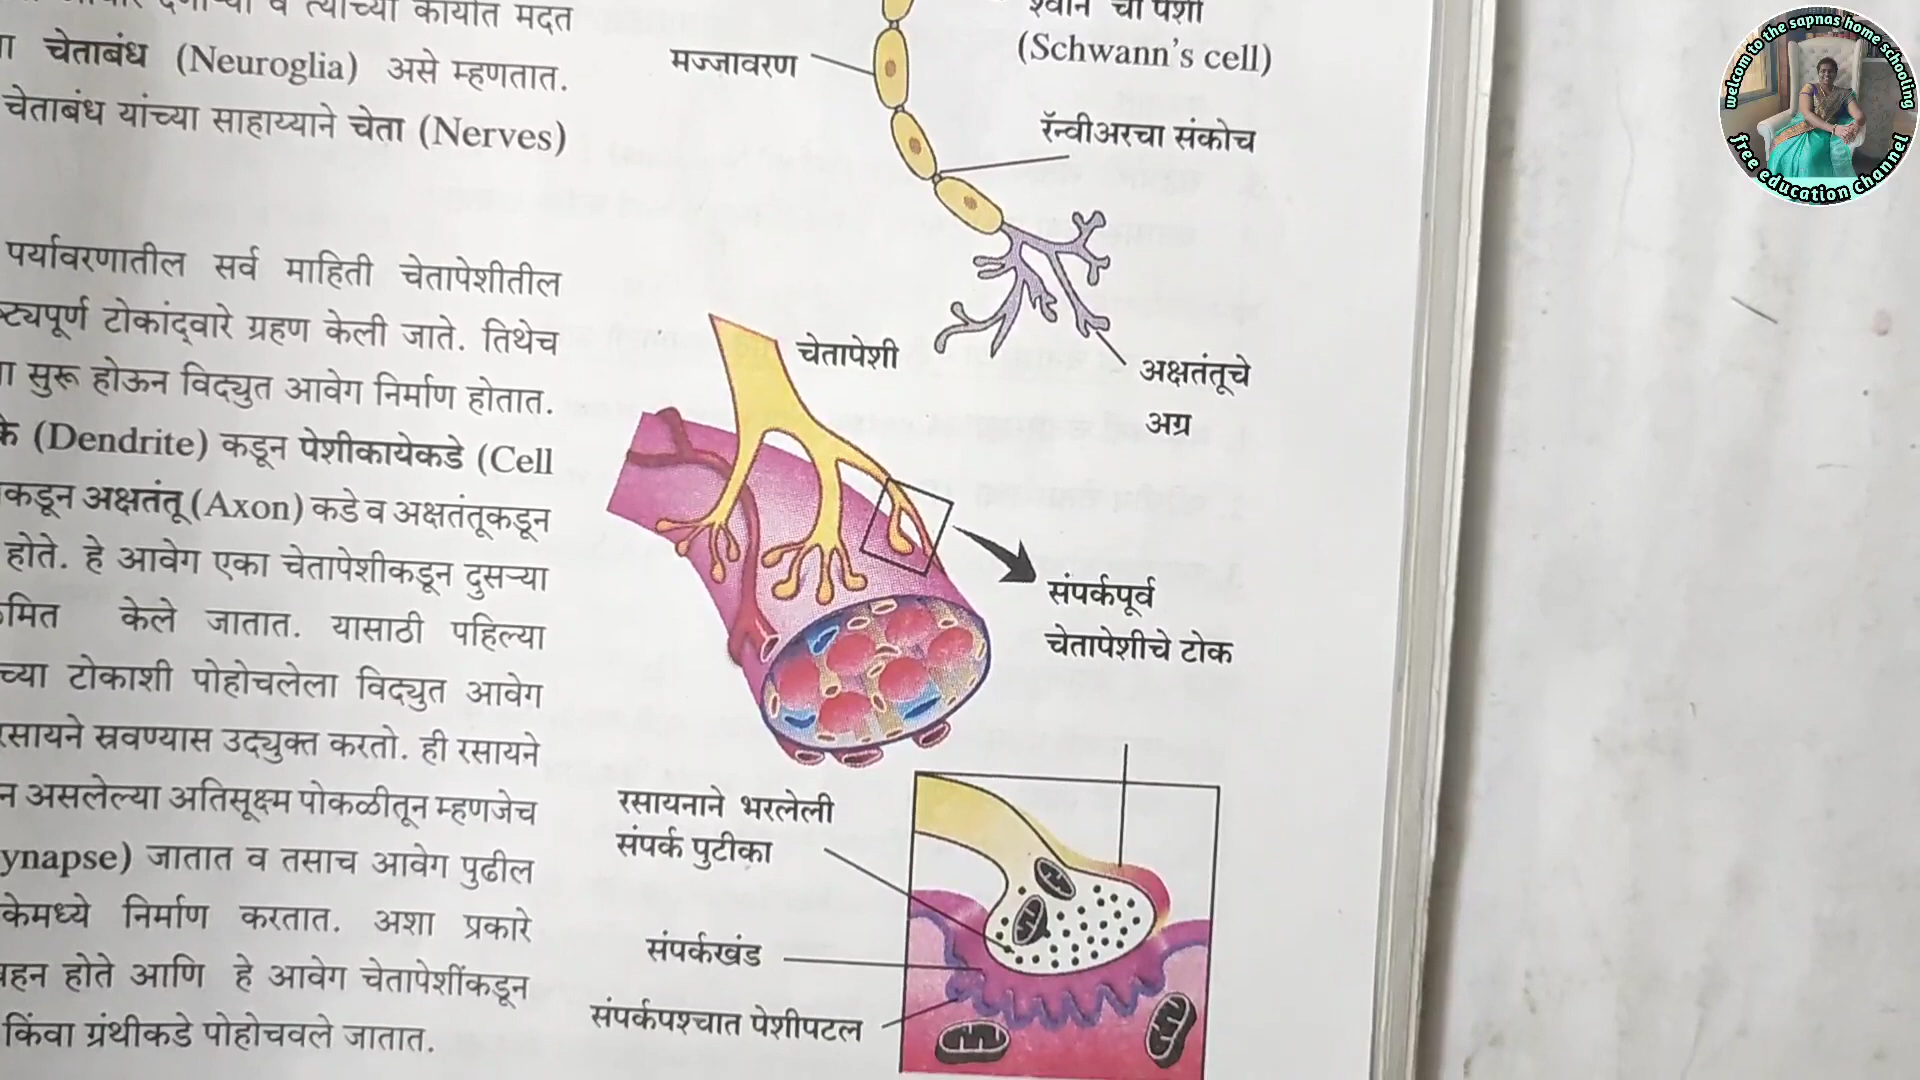 व त्यांच्या कार्यात मदत
चेताबंध (Neuroglia) असे म्हणतात.
चेताबंध यांच्या साहाय्याने चेता (Nerves)
पर्यावरणातील सर्व माहिती चेतापेशीतील
टोकांद्वारे ग्रहण केली जाते. तिथेच
सुरू होऊन विद्युत आवेग निर्माण होतात.
(Dendrite) कडून पेशीकायेकडे (Cell
कडून अक्षतंतू (Axon) कडे व अक्षतंतूकडून
होते. हे आवेग एका चेतापेशीकडून दुसऱ्या
केले जातात. यासाठी पहिल्या
च्या टोकाशी पोहोचलेला विद्युत आवेग
रसायने स्रवण्यास उद्युक्त करतो. ही रसायने
असलेल्या अतिसूक्ष्म पोकळीतून म्हणजेच
ynapse) जातात व तसाच आवेग पुढील
केमध्ये निर्माण करतात. अशा प्रकारे
होते आणि हे आवेग चेतापेशींकडून
किंवा ग्रंथीकडे पोहोचवले जातात.
(Schwann's cell)
मज्जावरण
रॅन्वीअरचा संकोच
चेतापेशी
अक्षतंतूचे
अग्र
संपर्कपूर्व
चेतापेशीचे टोक
रसायनाने भरलेली
संपर्क पुटीका
संपर्कखंड
संपर्कपश्चात पेशीपटल
welcom to the sapnas home schooling
free education channel